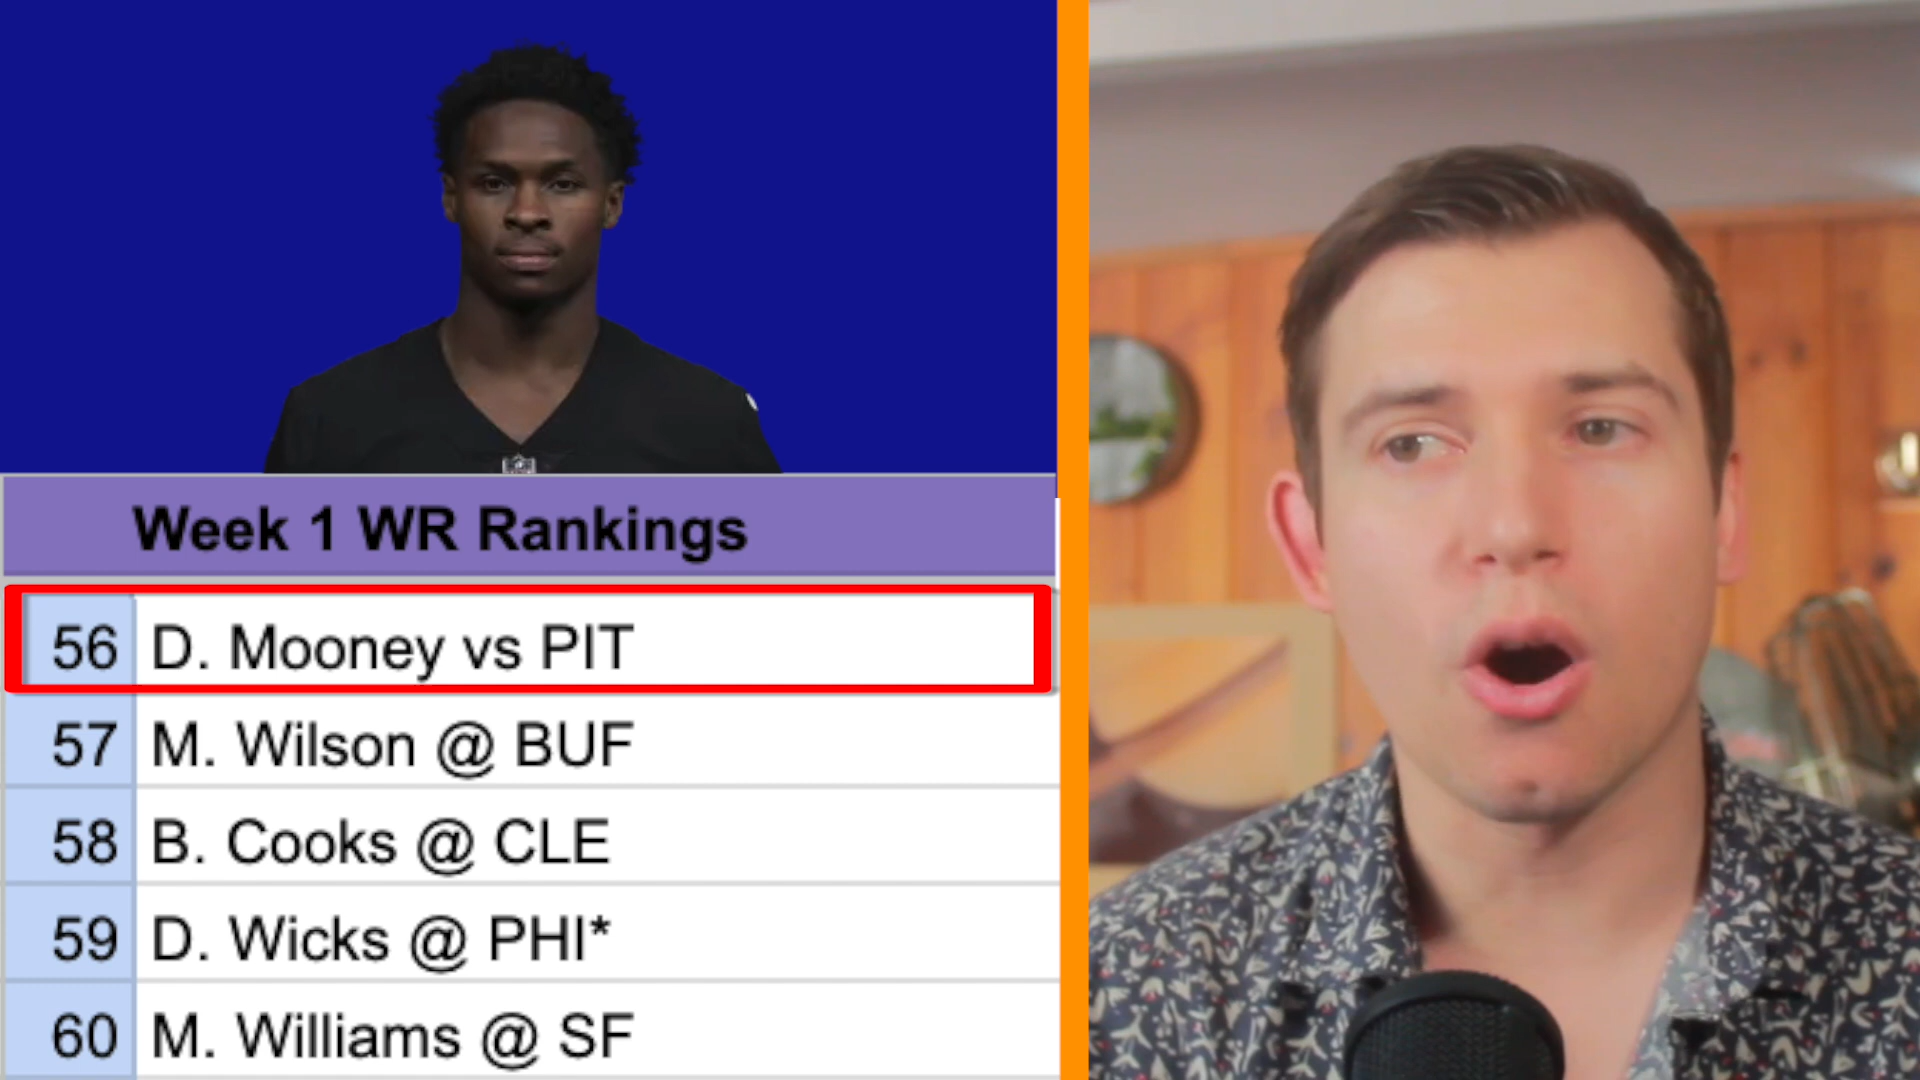 Week 1 WR Rankings
56 D. Mooney vs PIT
57 M. Wilson @ BUF
58 B. Cooks @ CLE
59 D. Wicks @ PHI*
60 M. Williams @ SF